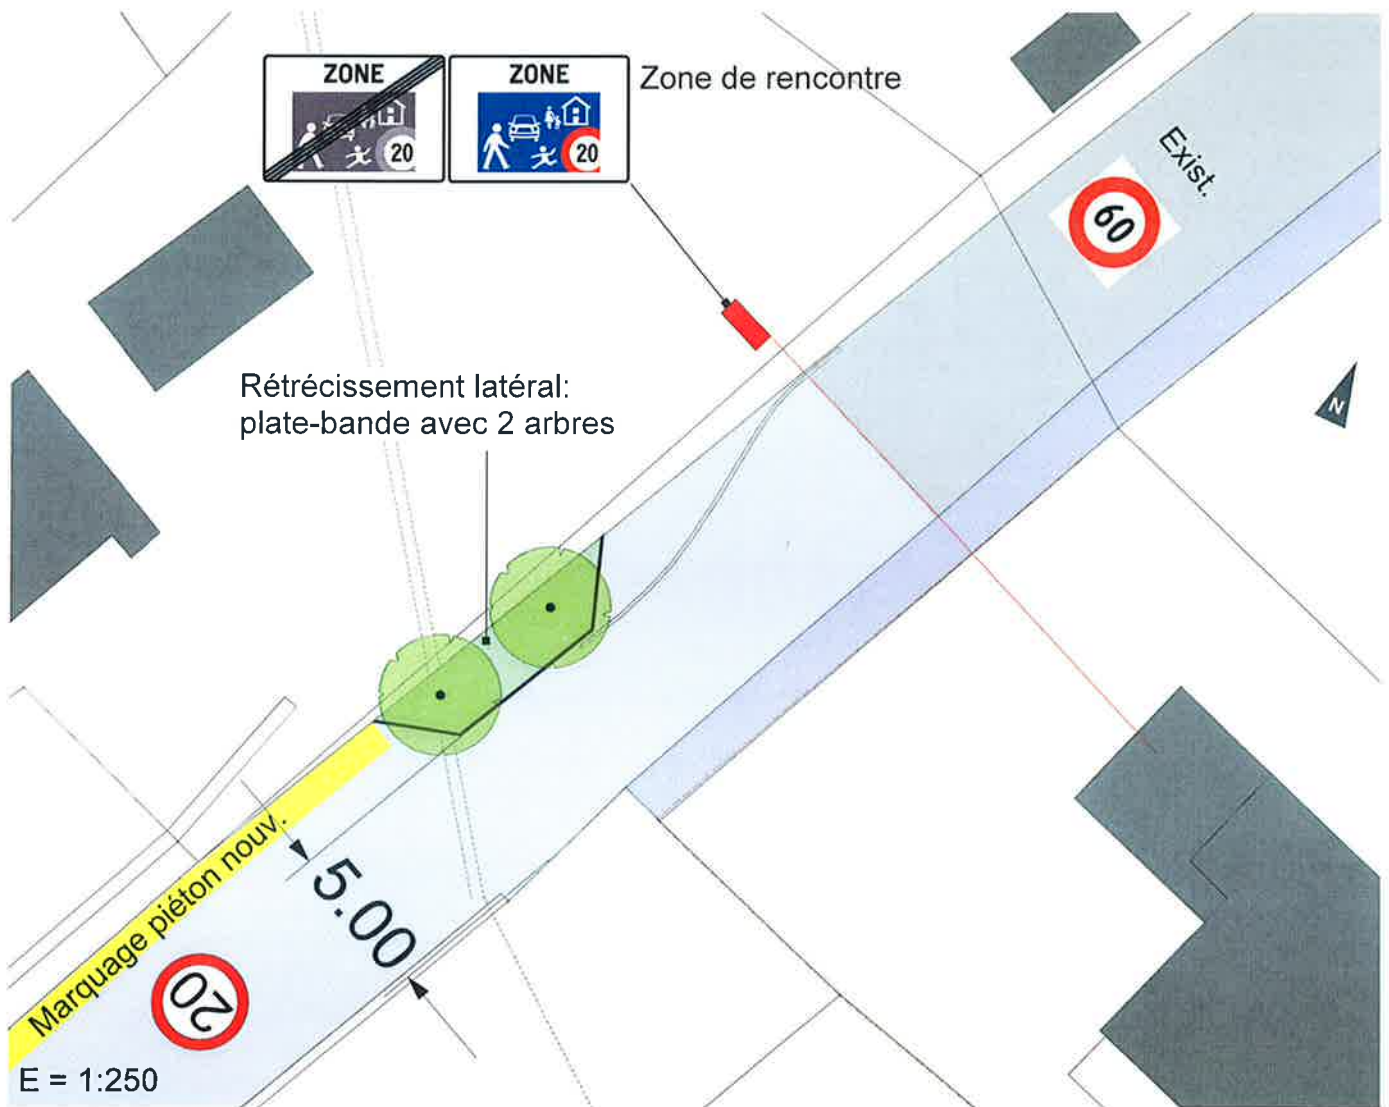 ZONE
20
ZONE
20
Zone de rencontre
Exist.
60
Rétrécissement latéral:
plate-bande avec 2 arbres
N
Marquage piéton nouv.
5.00
20
E = 1:250